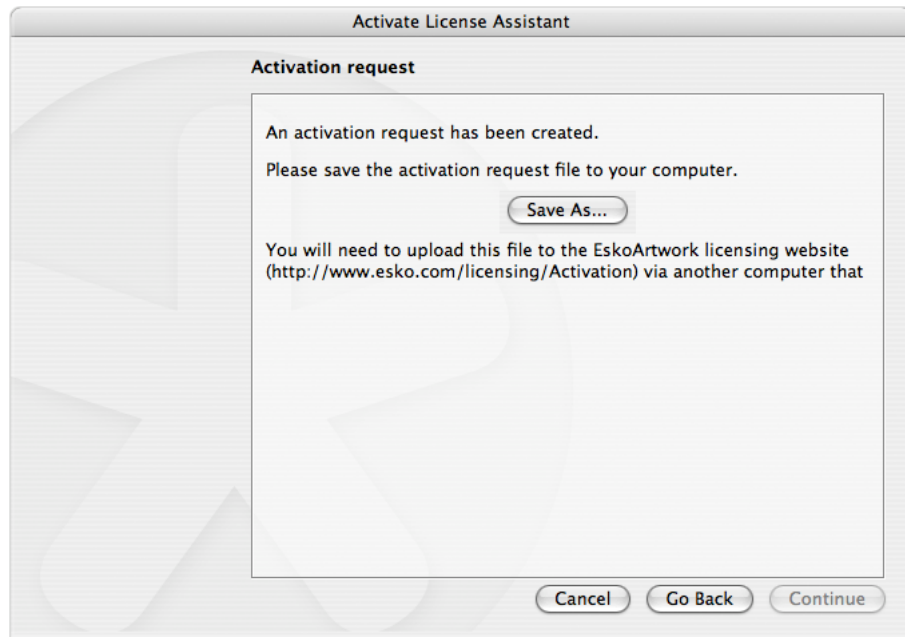 Activate License Assistant
Activation request
An activation request has been created.
Please save the activation request file to your computer.
Save As...
You will need to upload this file to the EskoArtwork licensing website
(http://www.esko.com/licensing/Activation) via another computer that
Cancel
Go Back
Continue